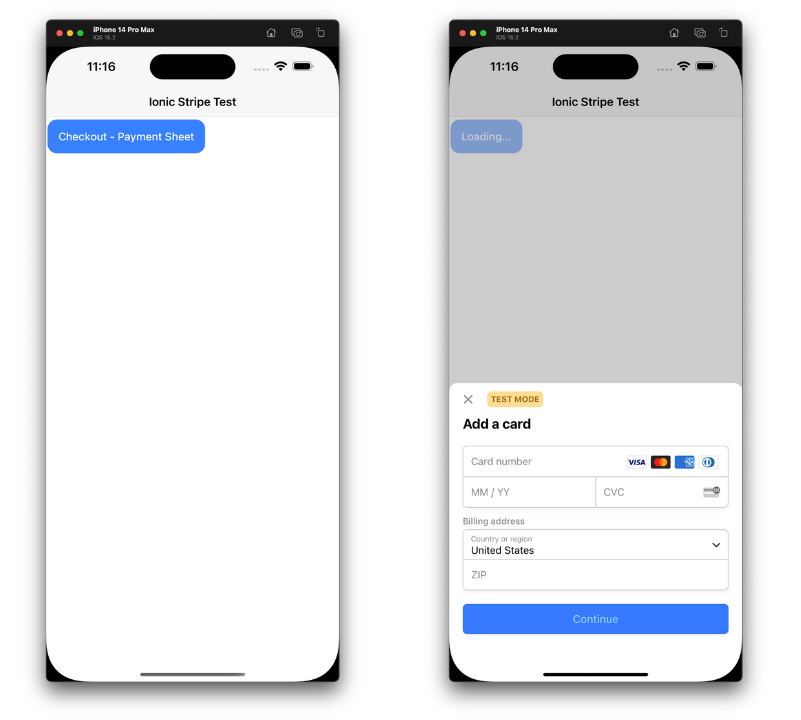 iPhone 14 Pro Max
iOS 16.2
11:16
Ionic Stripe Test
Checkout - Payment Sheet
iPhone 14 Pro Max
iOS 16.2
11:16
Ionic Stripe Test
Loading...
TEST MODE
Add a card
Card number
VISA
MM / YY
CVC
Billing address
Country or region
United States
ZIP
Continue